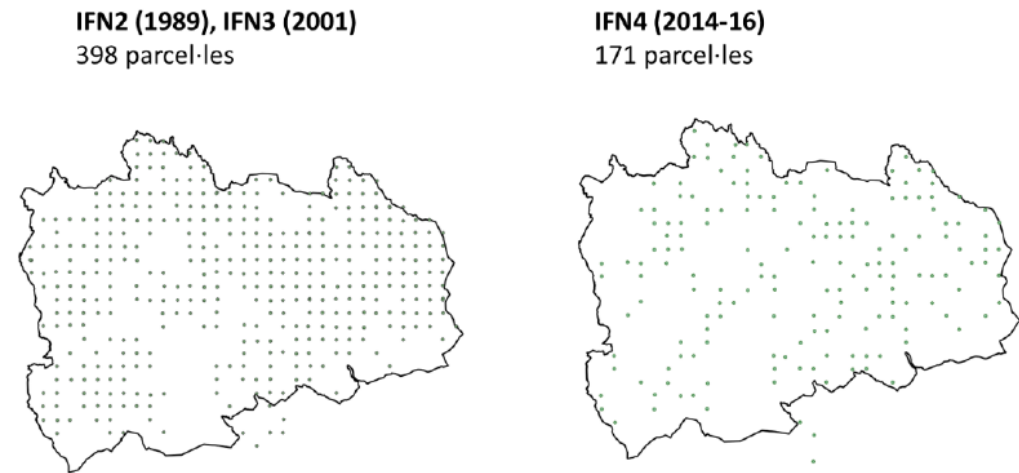 IFN2 (1989), IFN3 (2001)
398 parcel·les
IFN4 (2014-16)
171 parcel·les